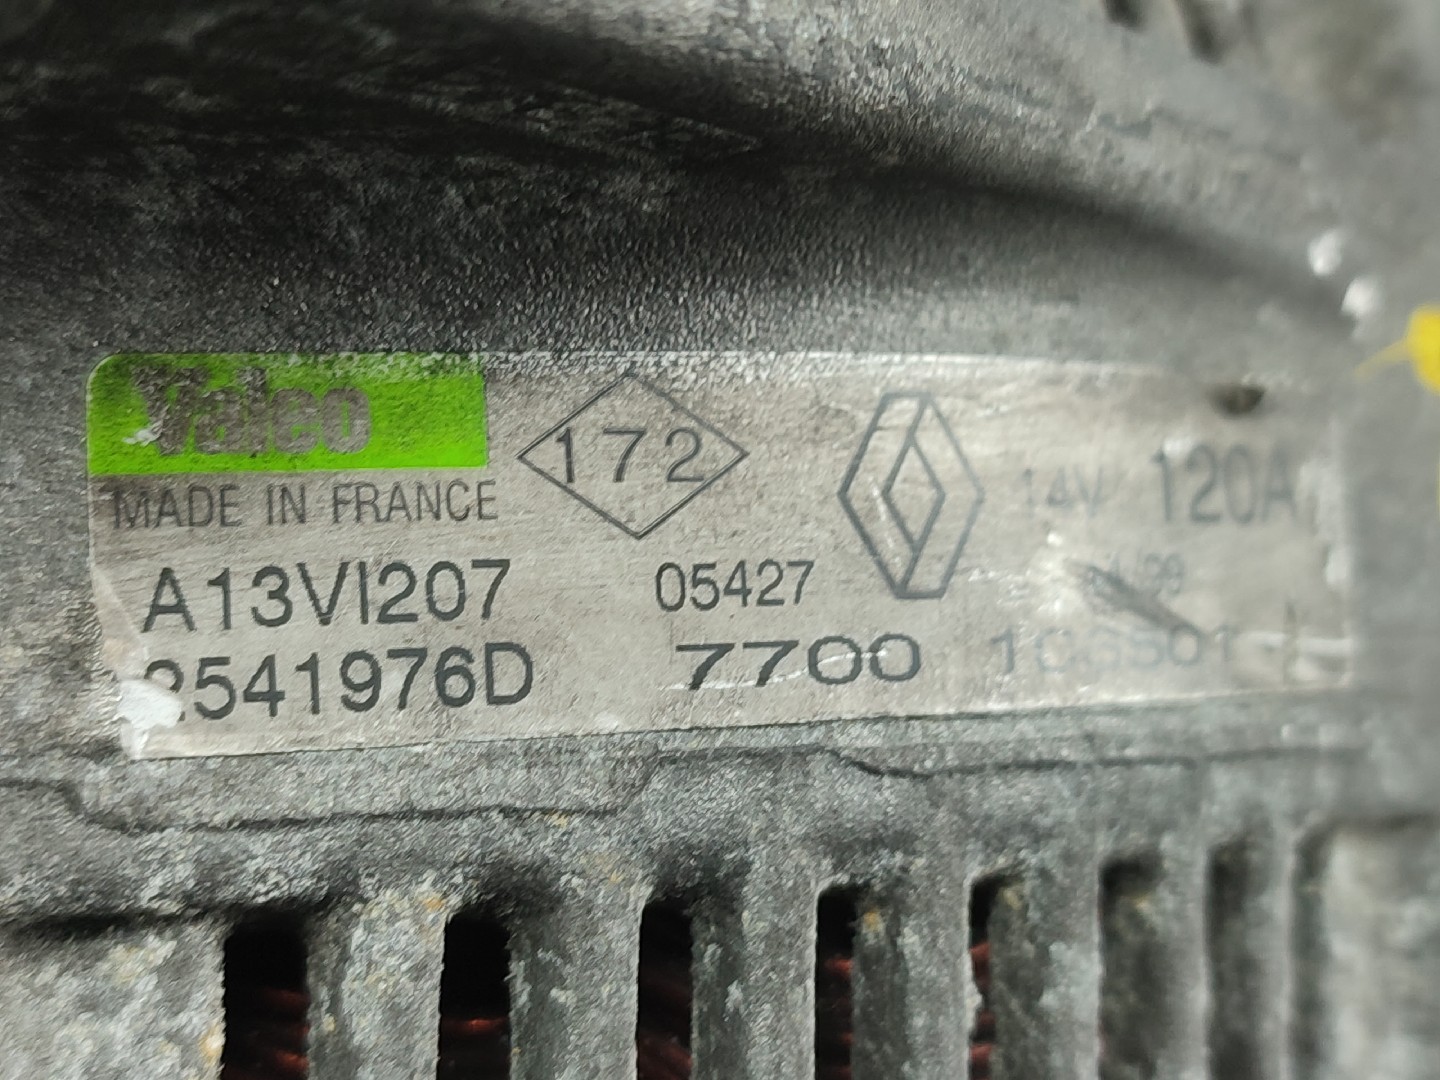 Valeo
172
14V 120A
MADE IN FRANCE
A13VI207 05427
2541976D 7700